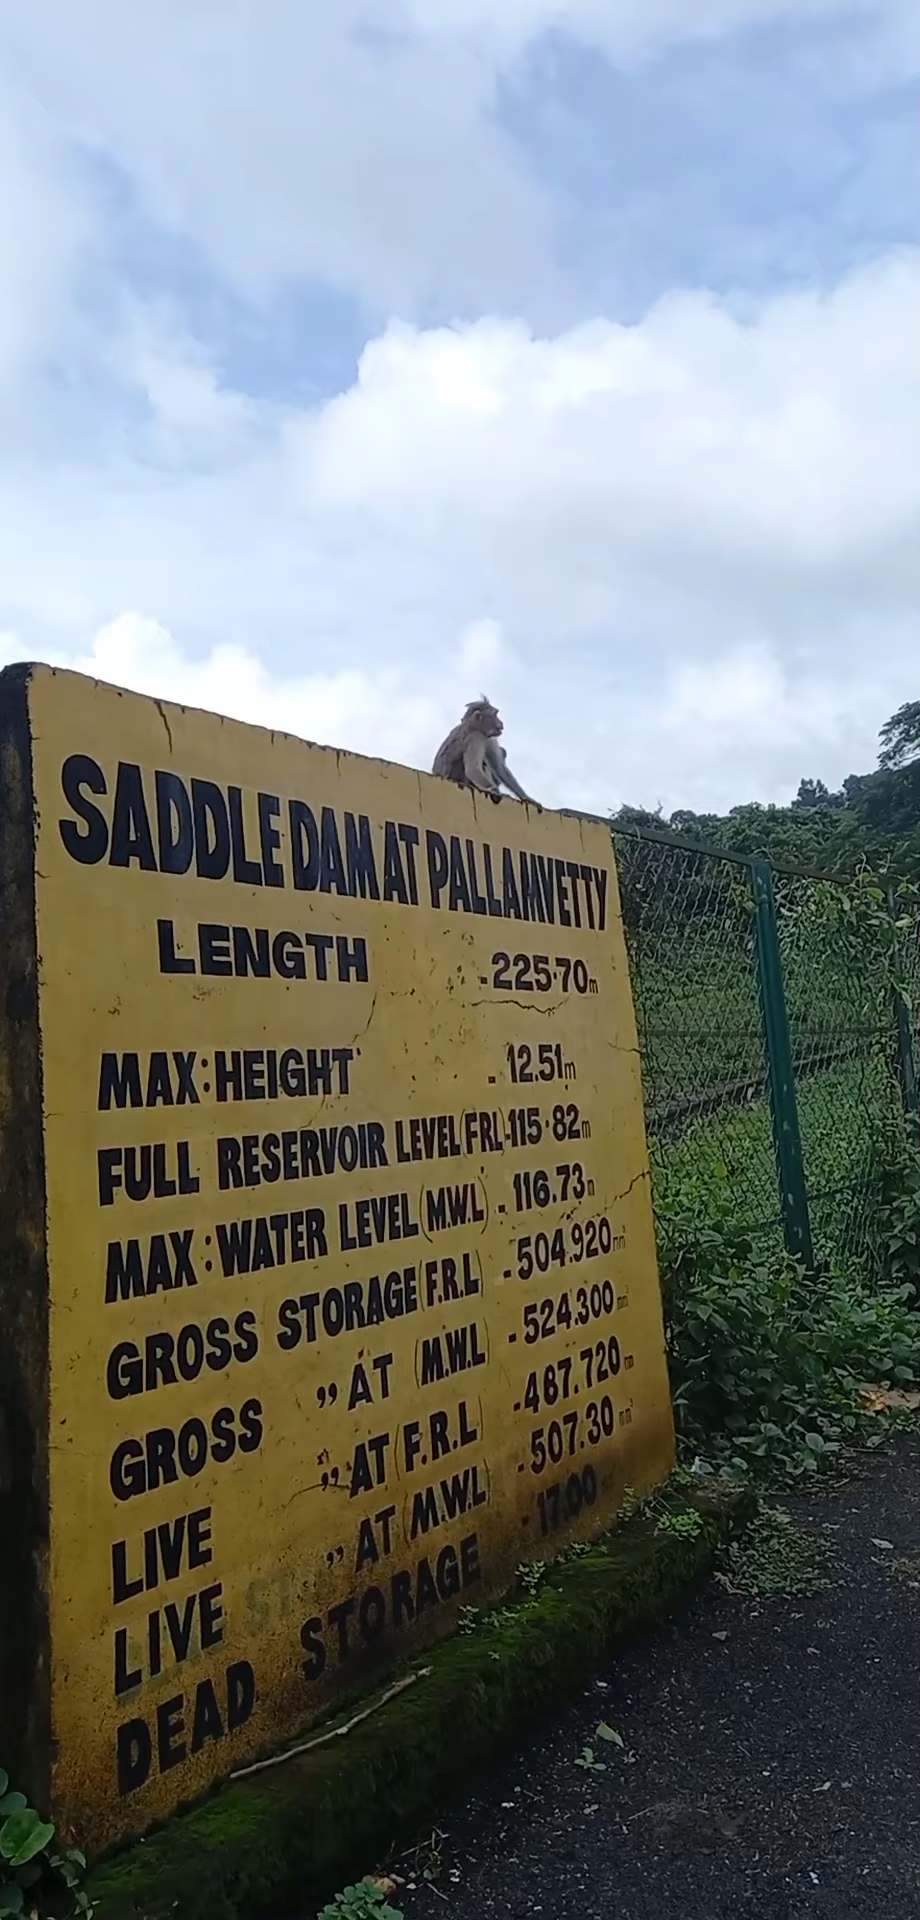 SADDLE DAM AT PALLAMVETTY
LENGTH -225.70m
MAX:HEIGHT - 12.51m
FULL RESERVOIR LEVEL(FRL)-115.82m
MAX:WATER LEVEL(M.W.L) - 116.73
GROSS STORAGE(F.R.L) -504.920
GROSS ,, AT (M.W.L) -524.300
LIVE ,, AT(F.R.L) -487.720
LIVE ,, AT(M.W.L) -507.30
DEAD STORAGE - 17.00